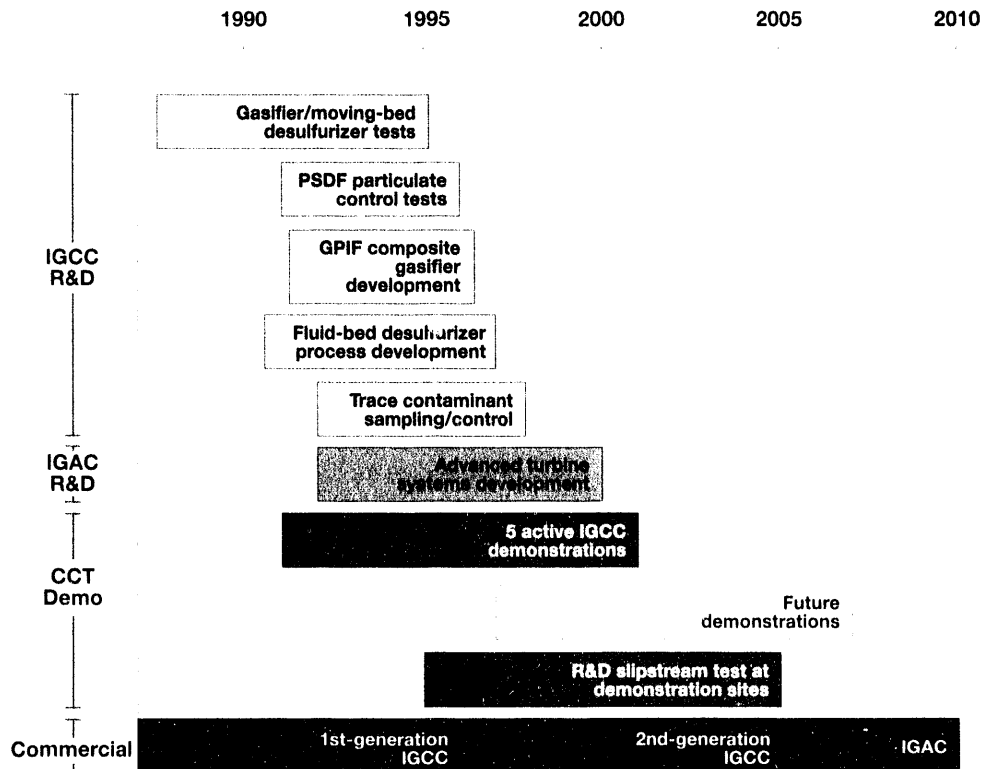 1990 1995 2000 2005 2010
Gasifier/moving-bed
desulfurizer tests
PSDF particulate
control tests
IGCC
R&D
GPIF composite
gasifier
development
Fluid-bed desulfurizer
process development
Trace contaminant
sampling/control
IGAC
R&D
Advanced turbine
systems development
5 active IGCC
demonstrations
CCT
Demo
Future
demonstrations
R&D slipstream test at
demonstration sites
Commercial
1st-generation
IGCC
2nd-generation
IGCC
IGAC